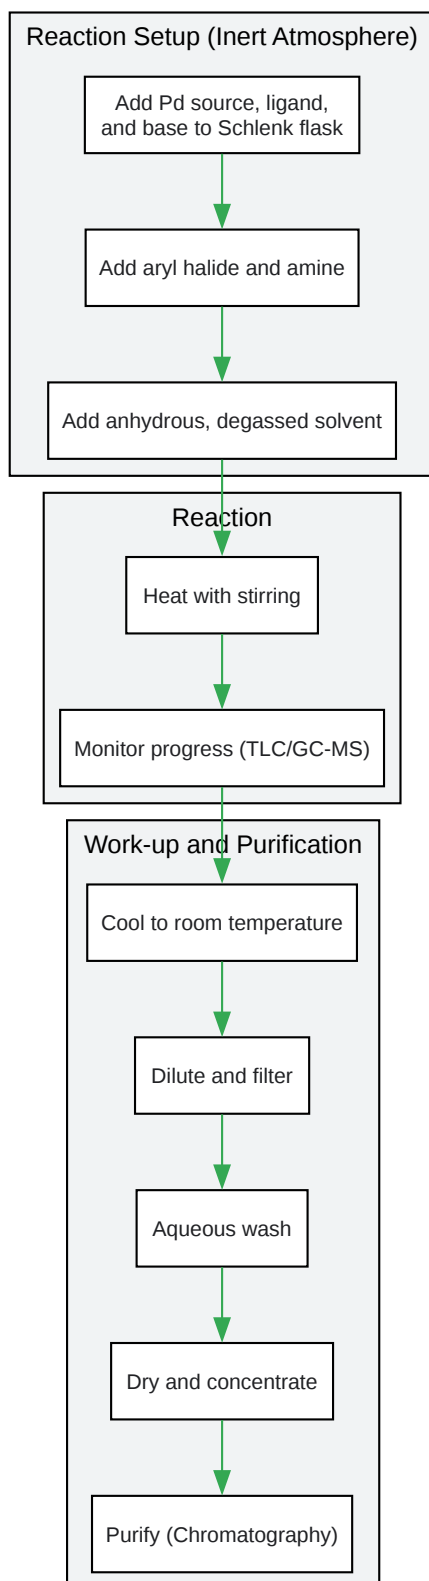 Reaction Setup (Inert Atmosphere)
Add Pd source, ligand,
and base to Schlenk flask
Add aryl halide and amine
Add anhydrous, degassed solvent
Reaction
Heat with stirring
Monitor progress (TLC/GC-MS)
Work-up and Purification
Cool to room temperature
Dilute and filter
Aqueous wash
Dry and concentrate
Purify (Chromatography)